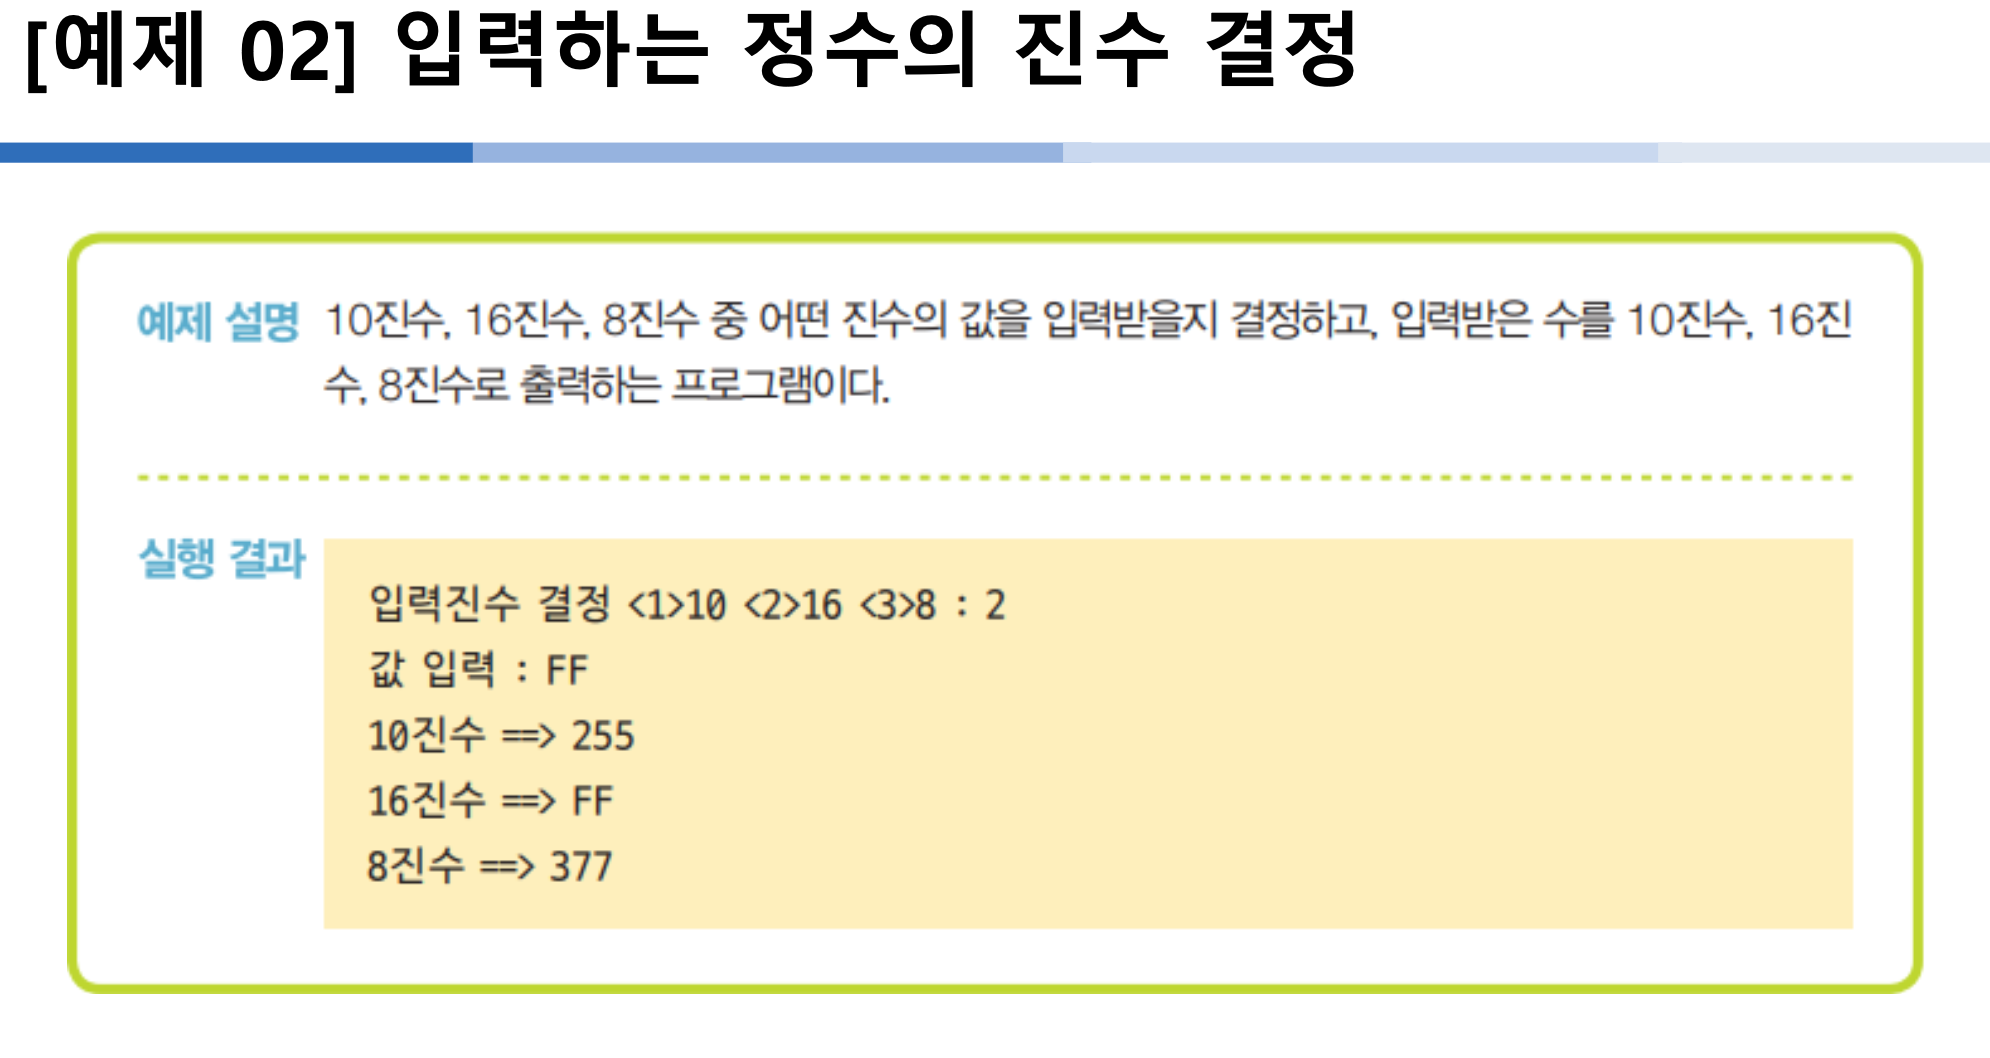 [예제 02] 입력하는 정수의 진수 결정
예제 설명 10진수, 16진수, 8진수 중 어떤 진수의 값을 입력받을지 결정하고, 입력받은 수를 10진수, 16진
수, 8진수로 출력하는 프로그램이다.
실행 결과
입력진수 결정 <1>10 <2>16 <3>8 : 2
값 입력 : FF
10진수 ==> 255
16진수 ==> FF
8진수 ==> 377